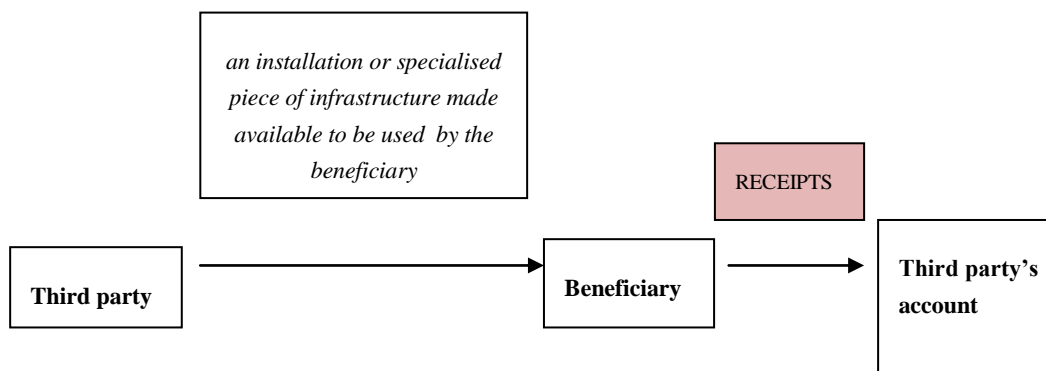 an installation or specialised
piece of infrastructure made
available to be used by the
beneficiary
RECEIPTS
Third party
Beneficiary
Third party’s
account